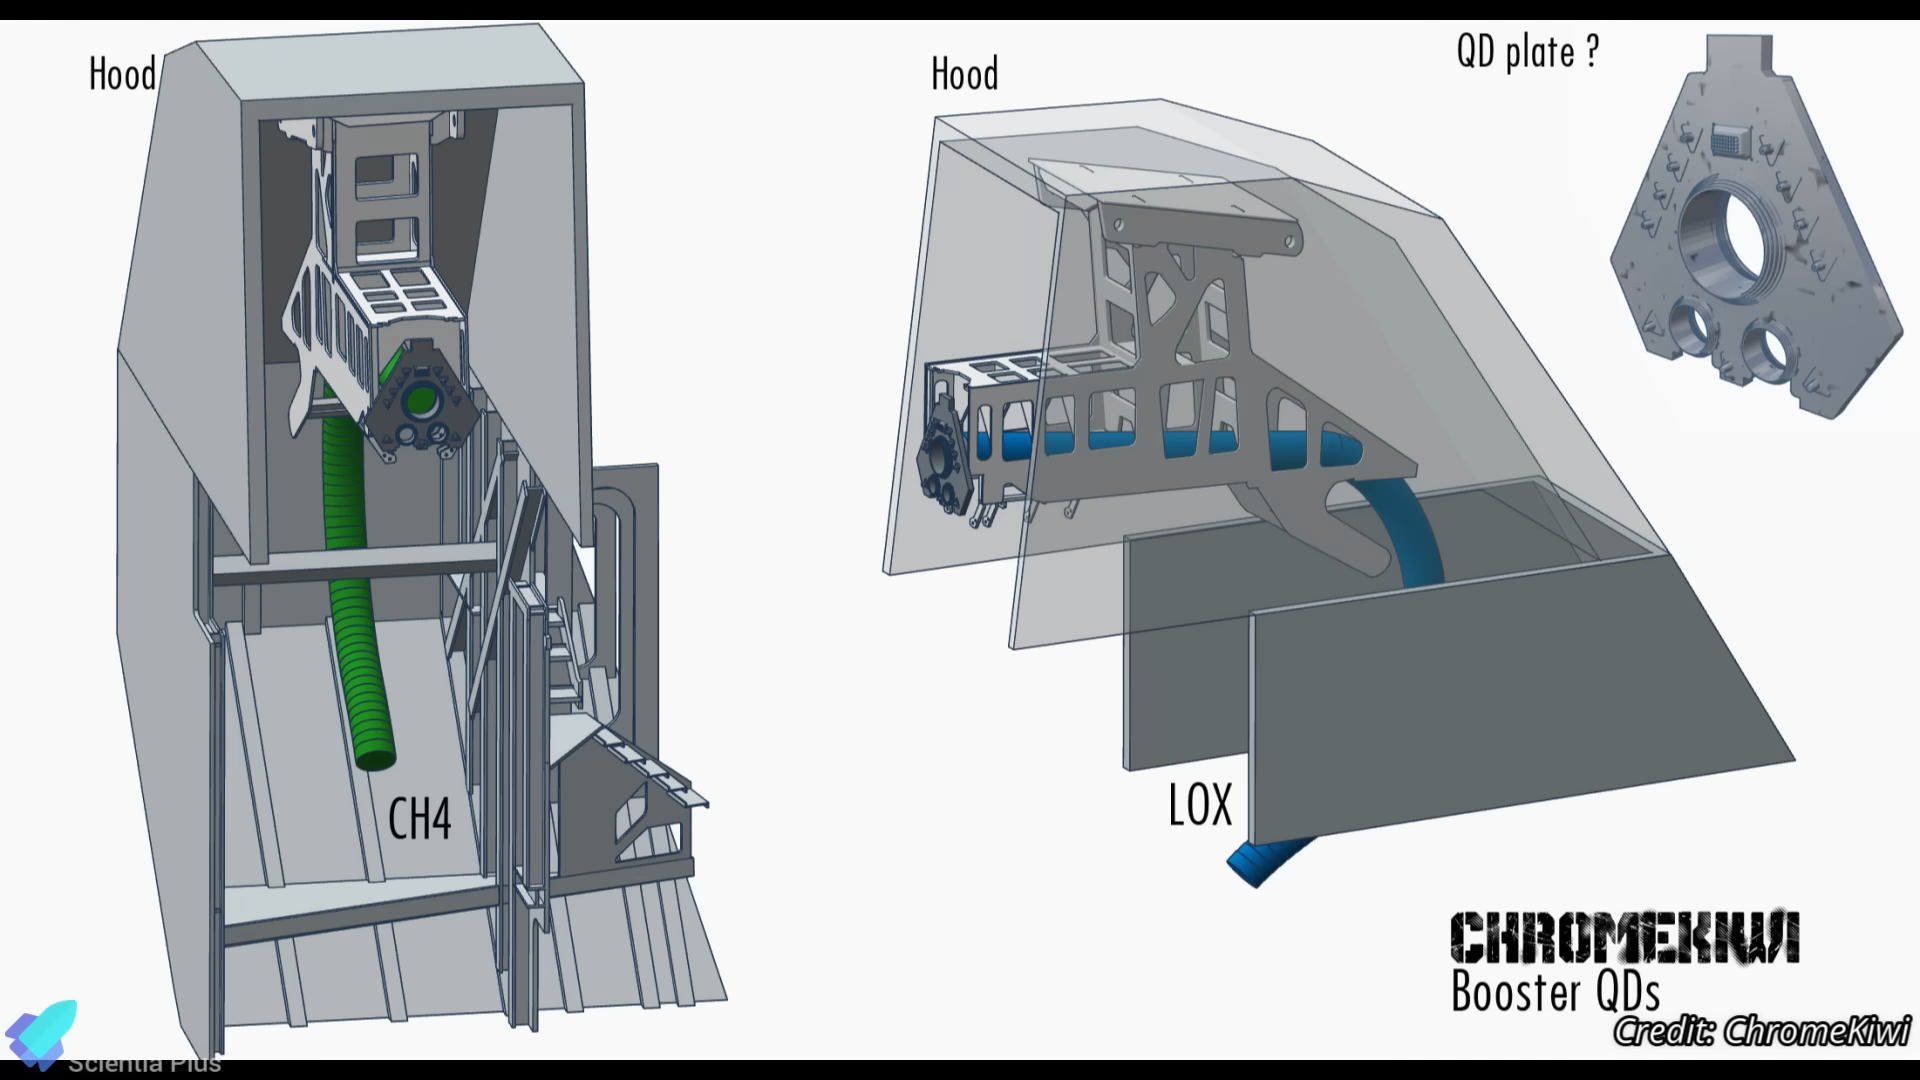 Hood
Hood
QD plate ?
CH4
LOX
CHROMEKIWI
Booster QDs
Credit: ChromeKiwi
Scientia Plus